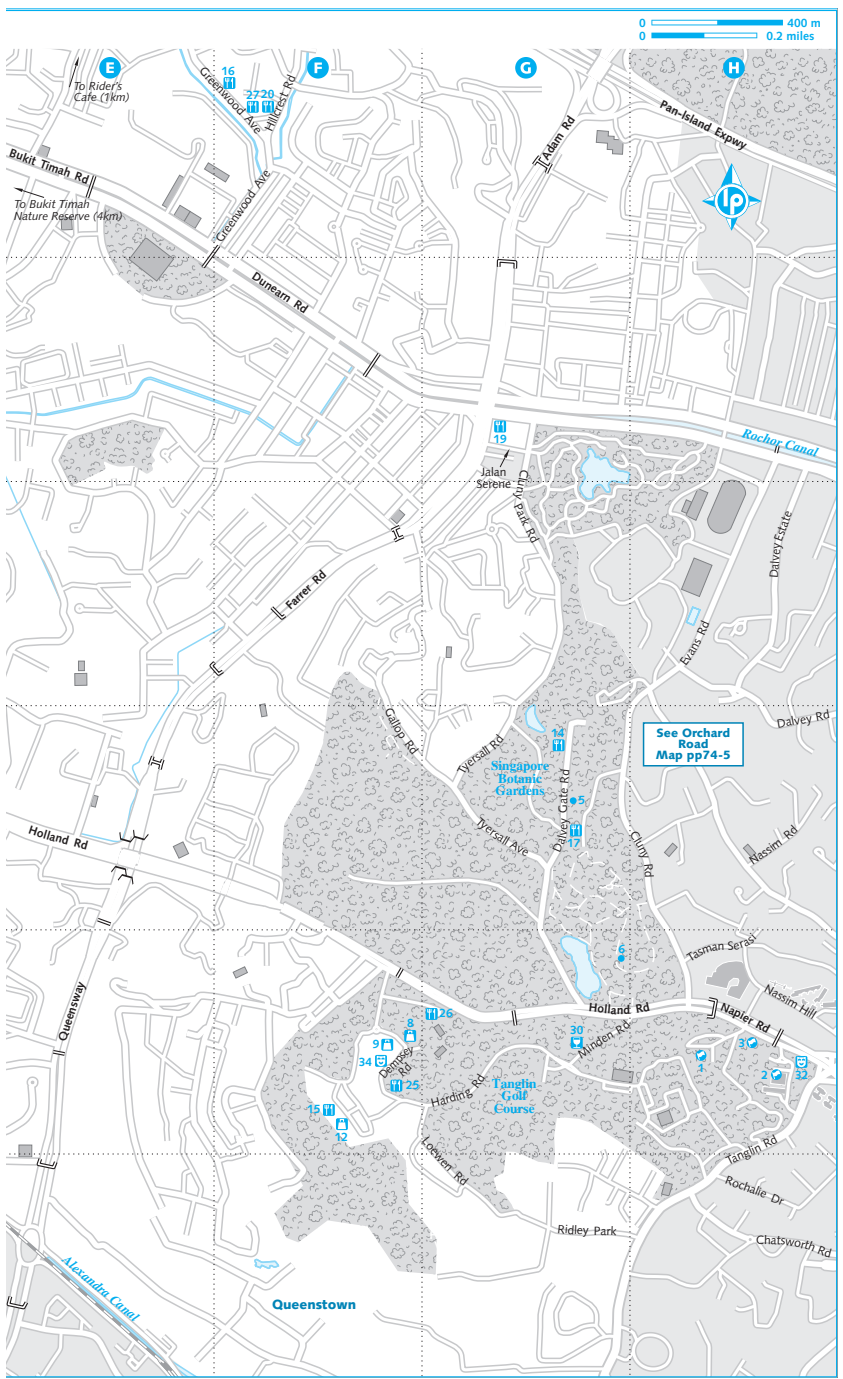 0 400 m
0 0.2 miles
E
F
G
H
To Rider's
Cafe (1km)
16
Greenwood Ave
27 20
Hillcrest Rd
Adam Rd
Pan-Island Expwy
lp
Bukit Timah Rd
To Bukit Timah
Nature Reserve (4km)
Greenwood Ave
Dunearn Rd
19
Rochor Canal
Jalan
Serene
Cluny Park Rd
Dalvey Estate
Farrer Rd
Evans Rd
Gallop Rd
Dalvey Rd
See Orchard
Road
Map pp74-5
14
Tyersall Rd
Singapore
Botanic
Gardens
5
Dalvey Gate Rd
17
Tyersall Ave
Cluny Rd
Nassim Rd
Holland Rd
Tasman Serasi
6
Queensway
Nassim Hill
Holland Rd
Napier Rd
26
8
30
Minden Rd
9
3
34
Dempsey
Rd
1
2
32
25
Tanglin
Golf
Course
Harding Rd
15
12
Loewen Rd
Tanglin Rd
Rochalie Dr
Ridley Park
Chatsworth Rd
Alexandra Canal
Queenstown